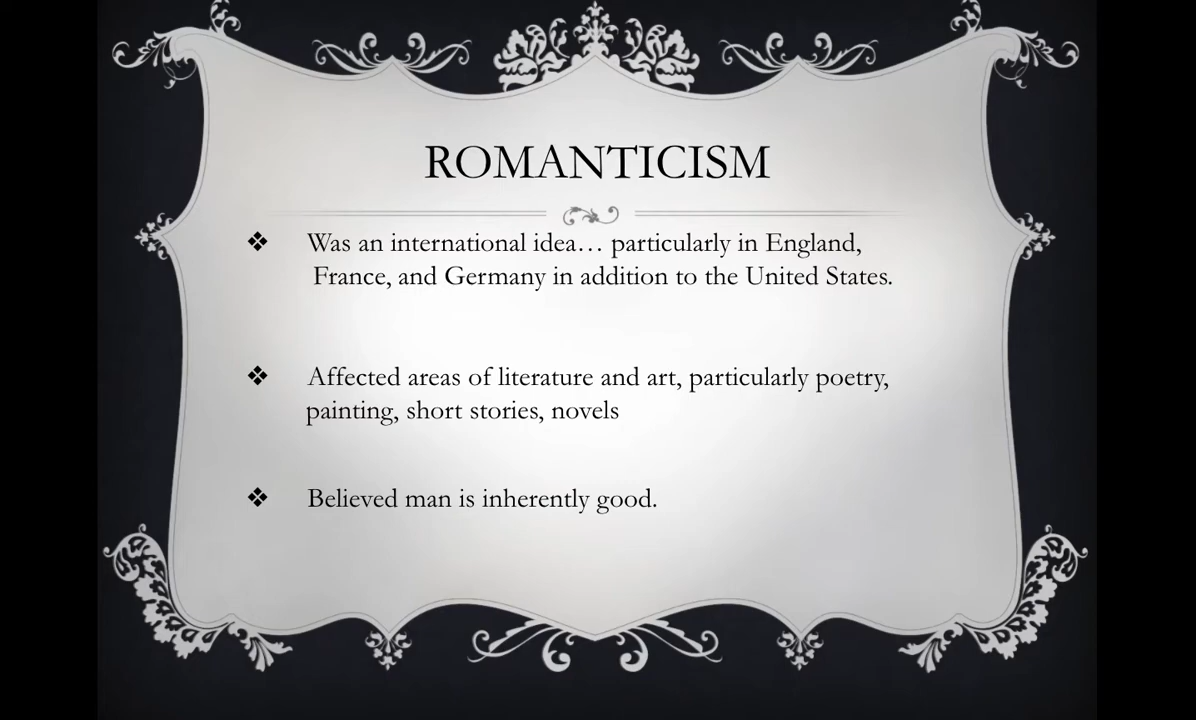 ROMANTICISM
❖ Was an international idea… particularly in England,
France, and Germany in addition to the United States.
❖ Affected areas of literature and art, particularly poetry,
painting, short stories, novels
❖ Believed man is inherently good.